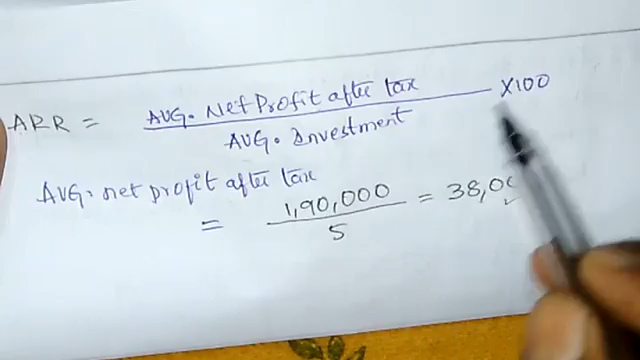 ARR = AVG. Net Profit after tax X100
AVG. Investment
AVG. net profit after tax
= 1,90,000 = 38,00
5